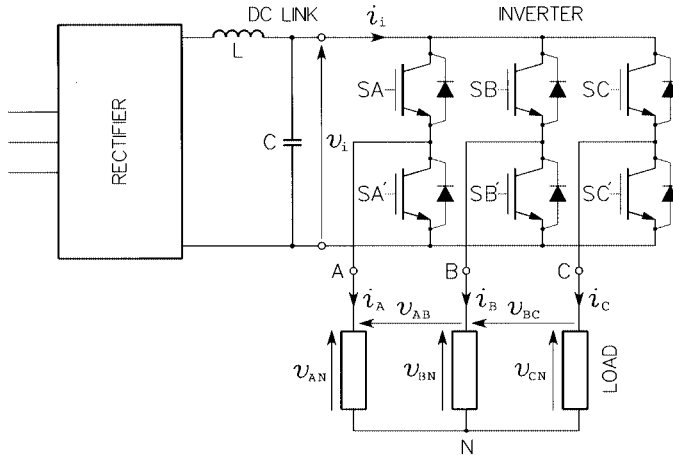 DC LINK
i_i
INVERTER
L
RECTIFIER
C
v_i
SA
SB
SC
SA'
SB'
SC'
A
B
C
i_A
i_B
i_C
v_AB
v_BC
v_AN
v_BN
v_CN
LOAD
N